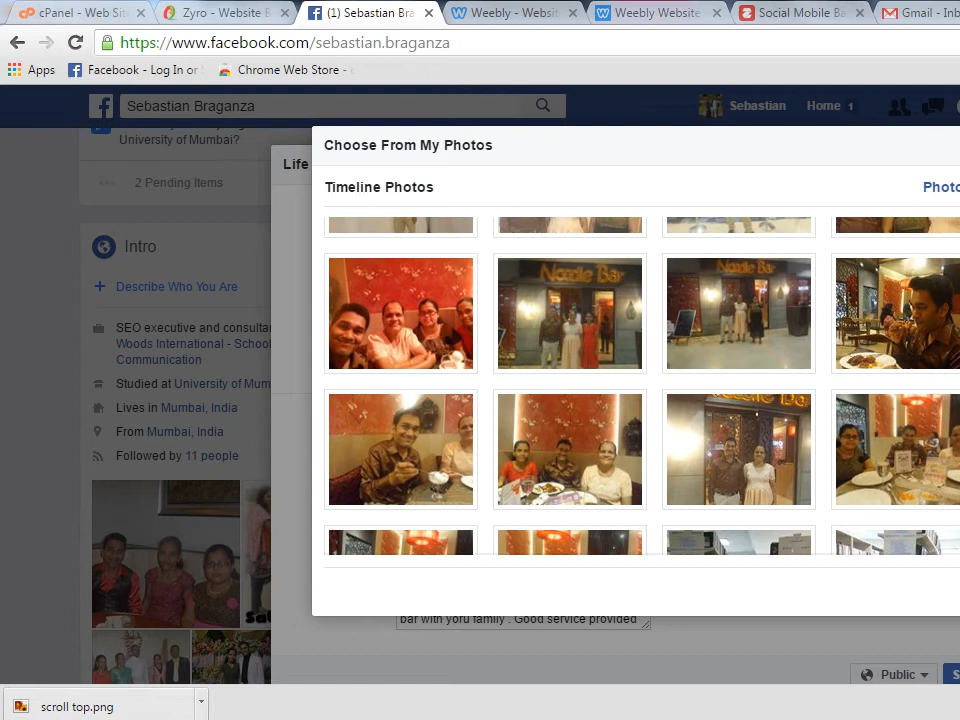 cPanel - Web Sit
Zyro - Website B
(1) Sebastian Bra
Weebly - Websit
Weebly Website
Social Mobile Ba
Gmail - Inb
https://www.facebook.com/sebastian.braganza
Apps
Facebook - Log In or
Chrome Web Store -
Sebastian Braganza
Sebastian
Home 1
University of Mumbai?
2 Pending Items
Life
Choose From My Photos
Timeline Photos
Photo
Noodle Bar
Noodle Bar
Intro
Describe Who You Are
SEO executive and consultan
Woods International - School
Communication
Studied at University of Mum
Lives in Mumbai, India
From Mumbai, India
Followed by 11 people
bar with yoru family . Good service provided
Public
S
scroll top.png